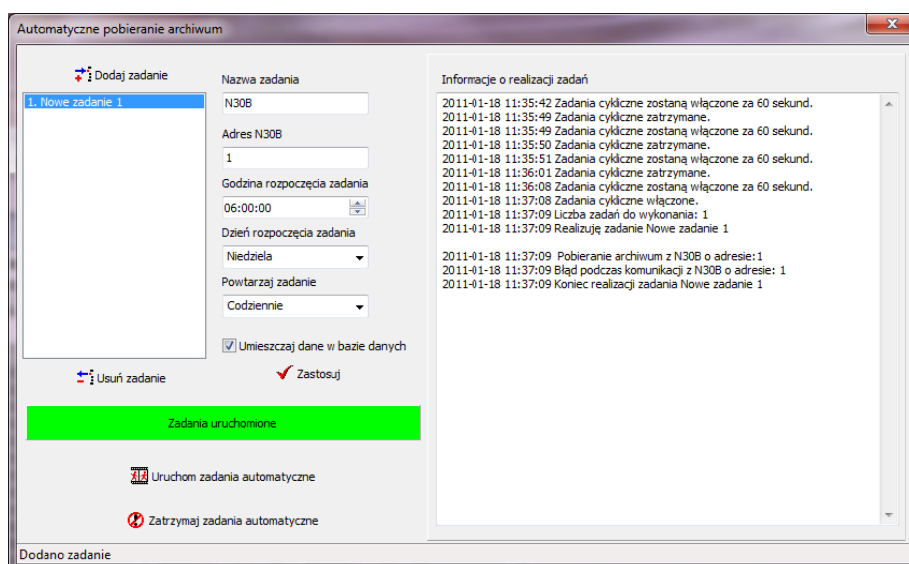 Automatyczne pobieranie archiwum
Dodaj zadanie
1. Nowe zadanie 1
Usuń zadanie
Nazwa zadania
N30B
Adres N30B
1
Godzina rozpoczęcia zadania
06:00:00
Dzień rozpoczęcia zadania
Niedziela
Powtarzaj zadanie
Codziennie
Umieszczaj dane w bazie danych
Zastosuj
Zadania uruchomione
Uruchom zadania automatyczne
Zatrzymaj zadania automatyczne
Informacje o realizacji zadań
2011-01-18 11:35:42 Zadania cykliczne zostaną włączone za 60 sekund.
2011-01-18 11:35:49 Zadania cykliczne zatrzymane.
2011-01-18 11:35:49 Zadania cykliczne zostaną włączone za 60 sekund.
2011-01-18 11:35:50 Zadania cykliczne zatrzymane.
2011-01-18 11:35:51 Zadania cykliczne zostaną włączone za 60 sekund.
2011-01-18 11:36:01 Zadania cykliczne zatrzymane.
2011-01-18 11:36:08 Zadania cykliczne zostaną włączone za 60 sekund.
2011-01-18 11:37:08 Zadania cykliczne włączone.
2011-01-18 11:37:09 Liczba zadań do wykonania: 1
2011-01-18 11:37:09 Realizuję zadanie Nowe zadanie 1
2011-01-18 11:37:09 Pobieranie archiwum z N30B o adresie:1
2011-01-18 11:37:09 Błąd podczas komunikacji z N30B o adresie: 1
2011-01-18 11:37:09 Koniec realizacji zadania Nowe zadanie 1
Dodano zadanie